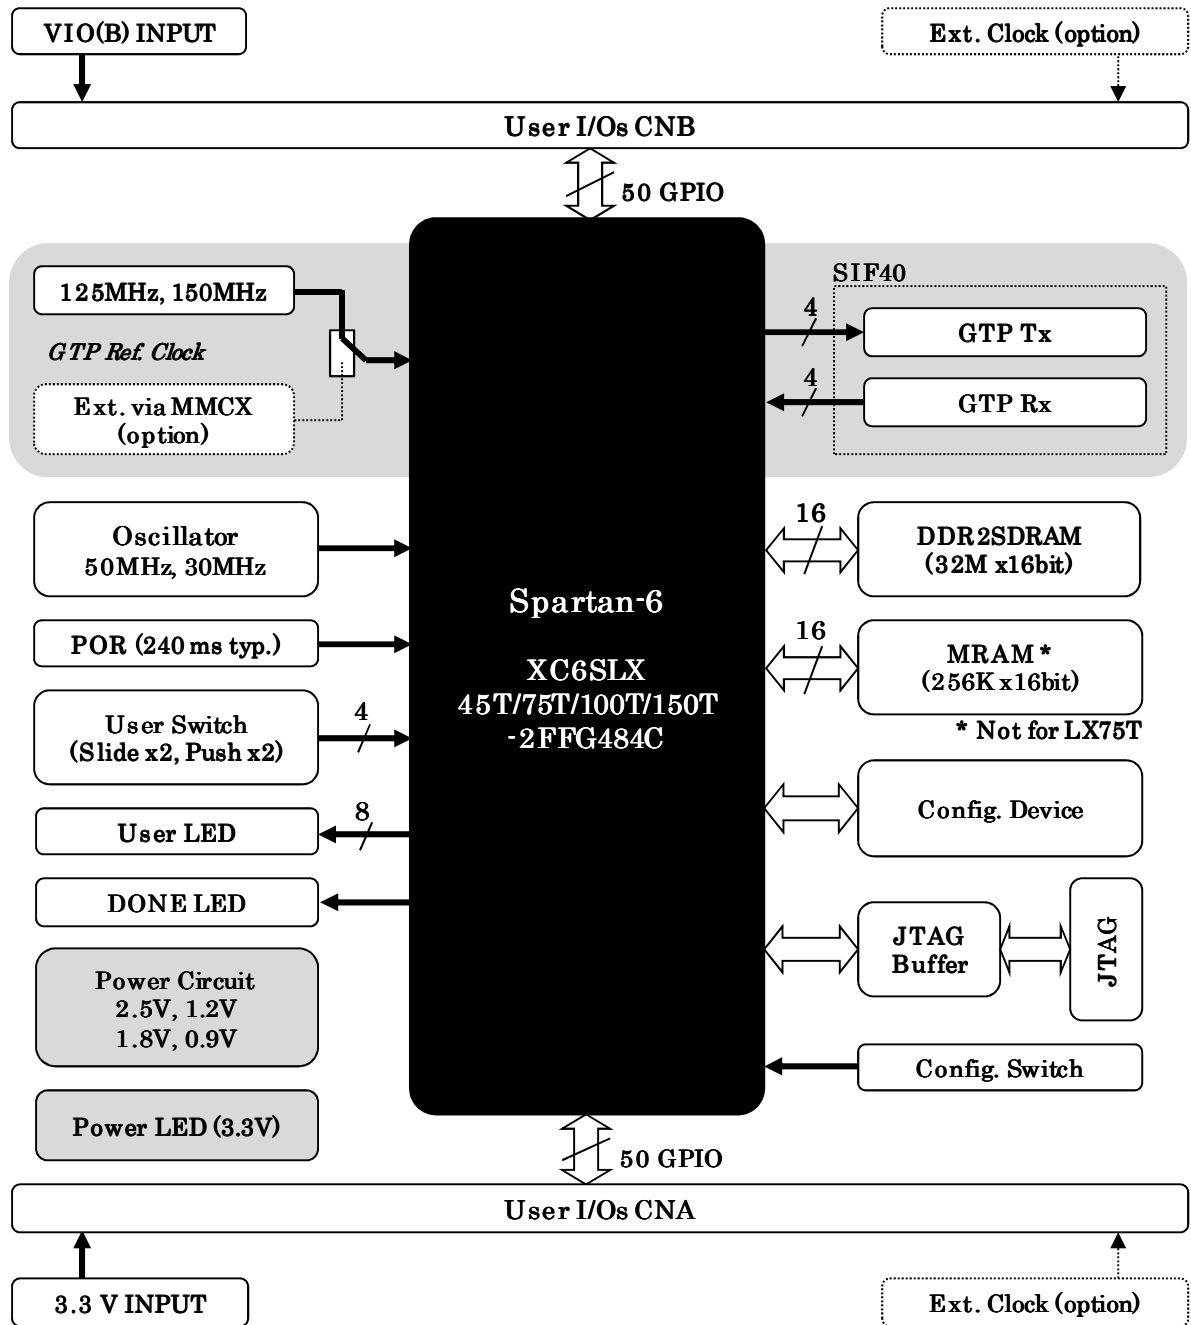 VIO(B) INPUT
Ext. Clock (option)
User I/Os CNB
50 GPIO
125MHz, 150MHz
GTP Ref. Clock
Ext. via MMCX
(option)
SIF40
4
GTP Tx
4
GTP Rx
Oscillator
50MHz, 30MHz
16
DDR2SDRAM
(32M x16bit)
POR (240 ms typ.)
Spartan-6
XC6SLX
45T/75T/100T/150T
-2FFG484C
16
MRAM *
(256K x16bit)
* Not for LX75T
User Switch
(Slide x2, Push x2)
4
Config. Device
User LED
8
DONE LED
JTAG
Buffer
JTAG
Power Circuit
2.5V, 1.2V
1.8V, 0.9V
Config. Switch
Power LED (3.3V)
50 GPIO
User I/Os CNA
3.3 V INPUT
Ext. Clock (option)